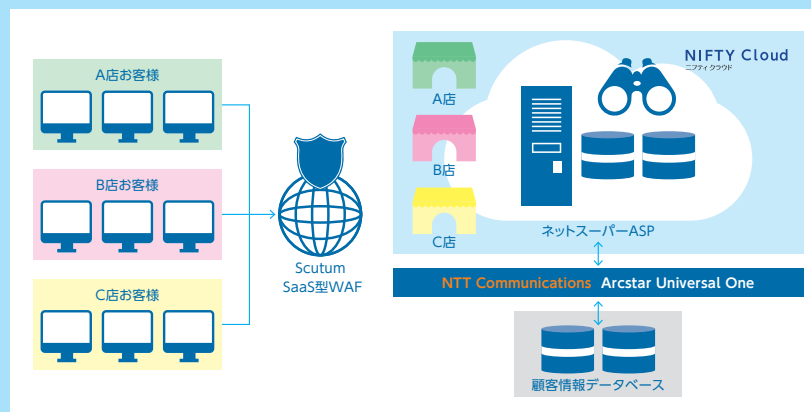 A店お客様
B店お客様
C店お客様
Scutum
SaaS型WAF
NIFTY Cloud
ニフティクラウド
A店
B店
C店
ネットスーパーASP
NTT Communications Arcstar Universal One
顧客情報データベース